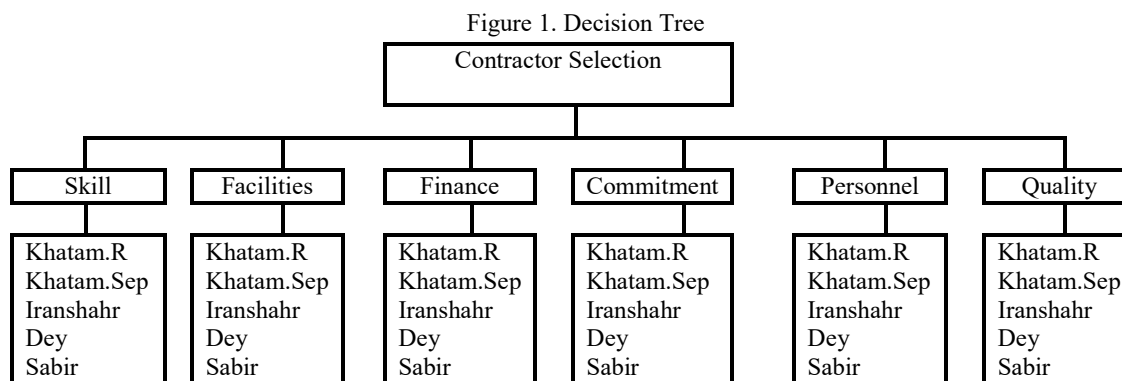 Figure 1. Decision Tree
Contractor Selection
Skill
Facilities
Finance
Commitment
Personnel
Quality
Khatam.R
Khatam.Sep
Iranshahr
Dey
Sabir
Khatam.R
Khatam.Sep
Iranshahr
Dey
Sabir
Khatam.R
Khatam.Sep
Iranshahr
Dey
Sabir
Khatam.R
Khatam.Sep
Iranshahr
Dey
Sabir
Khatam.R
Khatam.Sep
Iranshahr
Dey
Sabir
Khatam.R
Khatam.Sep
Iranshahr
Dey
Sabir